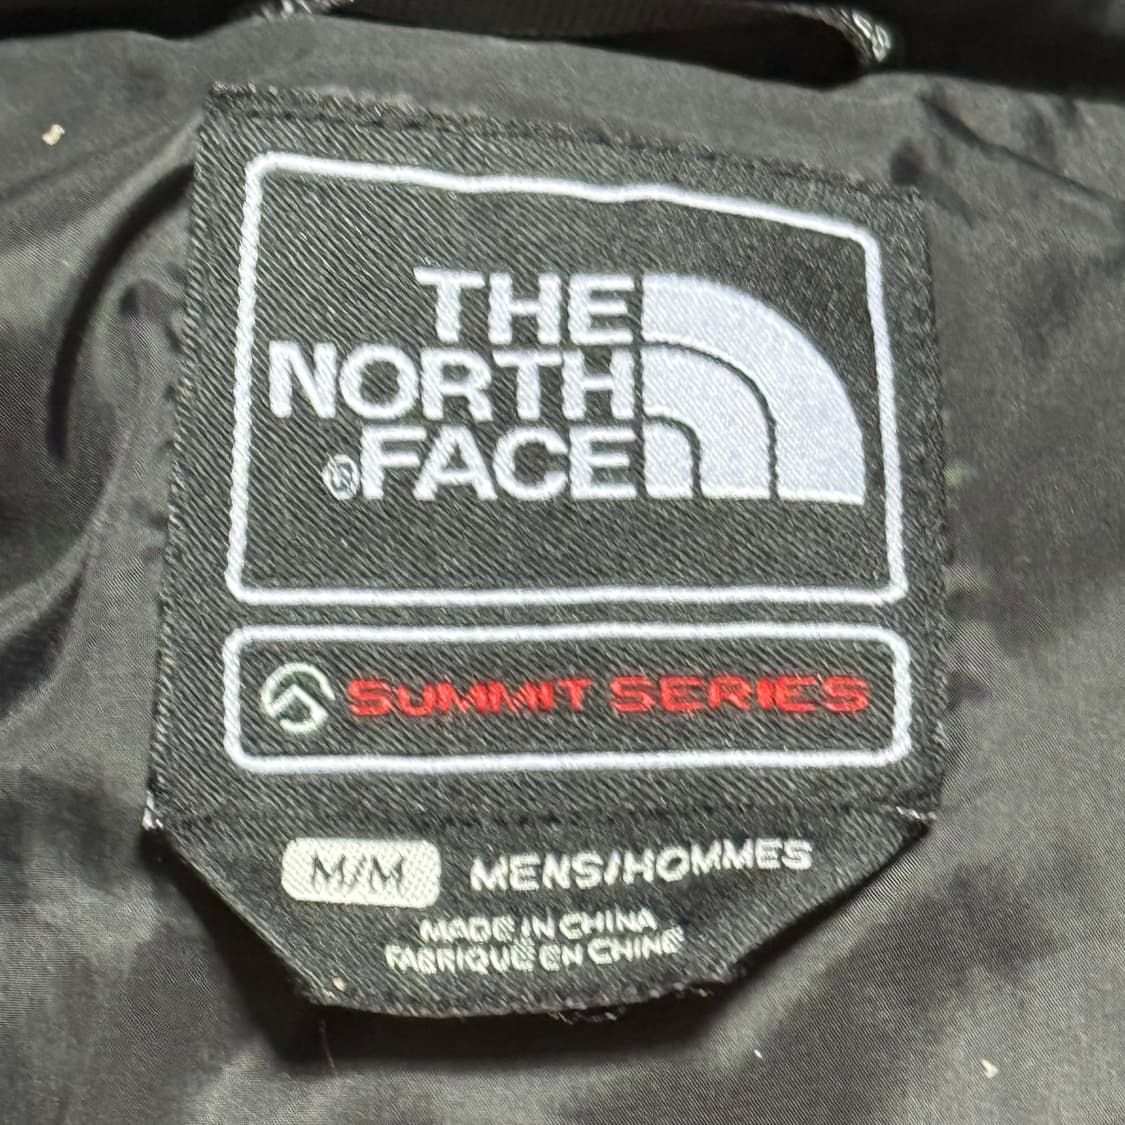 THE
NORTH
®FACE
SUMMIT SERIES
M/M MENS/HOMMES
MADE IN CHINA
FABRIQUÉ EN CHINE